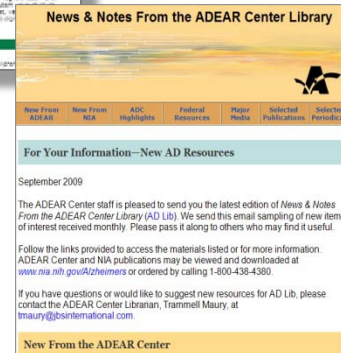 News & Notes From the ADEAR Center Library
New From ADEAR
New From NIA
ADC Highlights
Federal Resources
Major Media
Selected Publications
For Your Information—New AD Resources
September 2009
The ADEAR Center staff is pleased to send you the latest edition of News & Notes
From the ADEAR Center Library (AD Lib). We send this email sampling of new item
of interest received monthly. Please pass it along to others who may find it useful.
Follow the links provided to access the materials listed or for more information.
ADEAR Center and NIA publications may be viewed and downloaded at
www.nia.nih.gov/Alzheimers or ordered by calling 1-800-438-4380.
If you have questions or would like to suggest new resources for AD Lib, please
contact the ADEAR Center Librarian, Trammell Maury, at
tmaury@jbsinternational.com.
New From the ADEAR Center